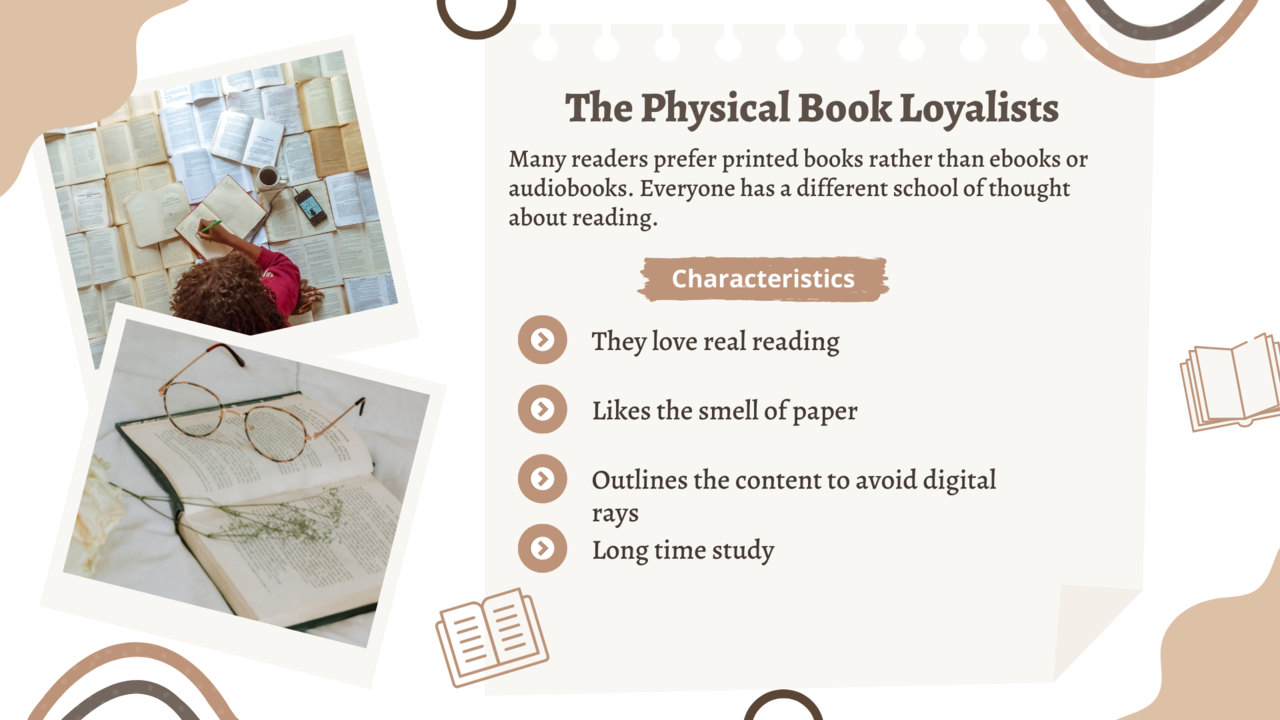 The Physical Book Loyalists
Many readers prefer printed books rather than ebooks or
audiobooks. Everyone has a different school of thought
about reading.
Characteristics
They love real reading
Likes the smell of paper
Outlines the content to avoid digital
rays
Long time study